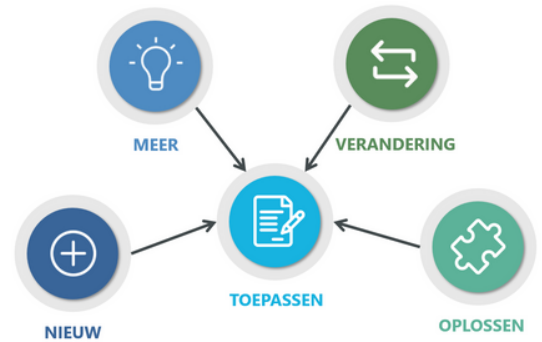 MEER
VERANDERING
TOEPASSEN
NIEUW
OPLOSSEN